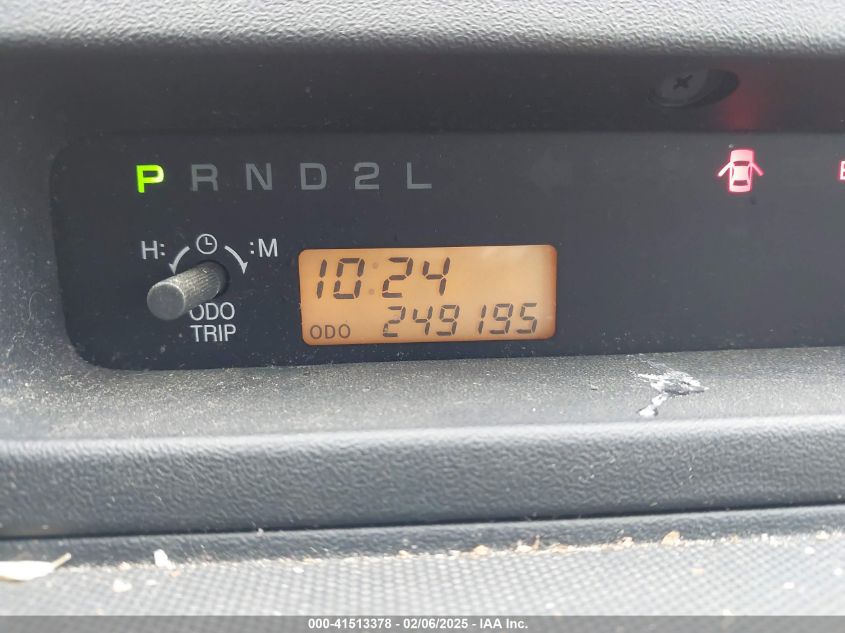 P R N D 2 L
H: :M
ODO
TRIP
10:24
ODO 249195
000-41513378 - 02/06/2025 - IAA Inc.